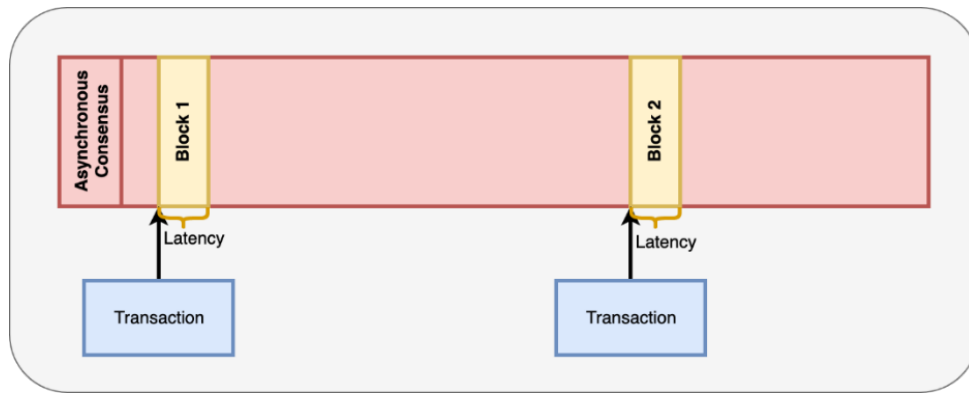 Asynchronous
Consensus
Block 1
Block 2
Latency
Latency
Transaction
Transaction